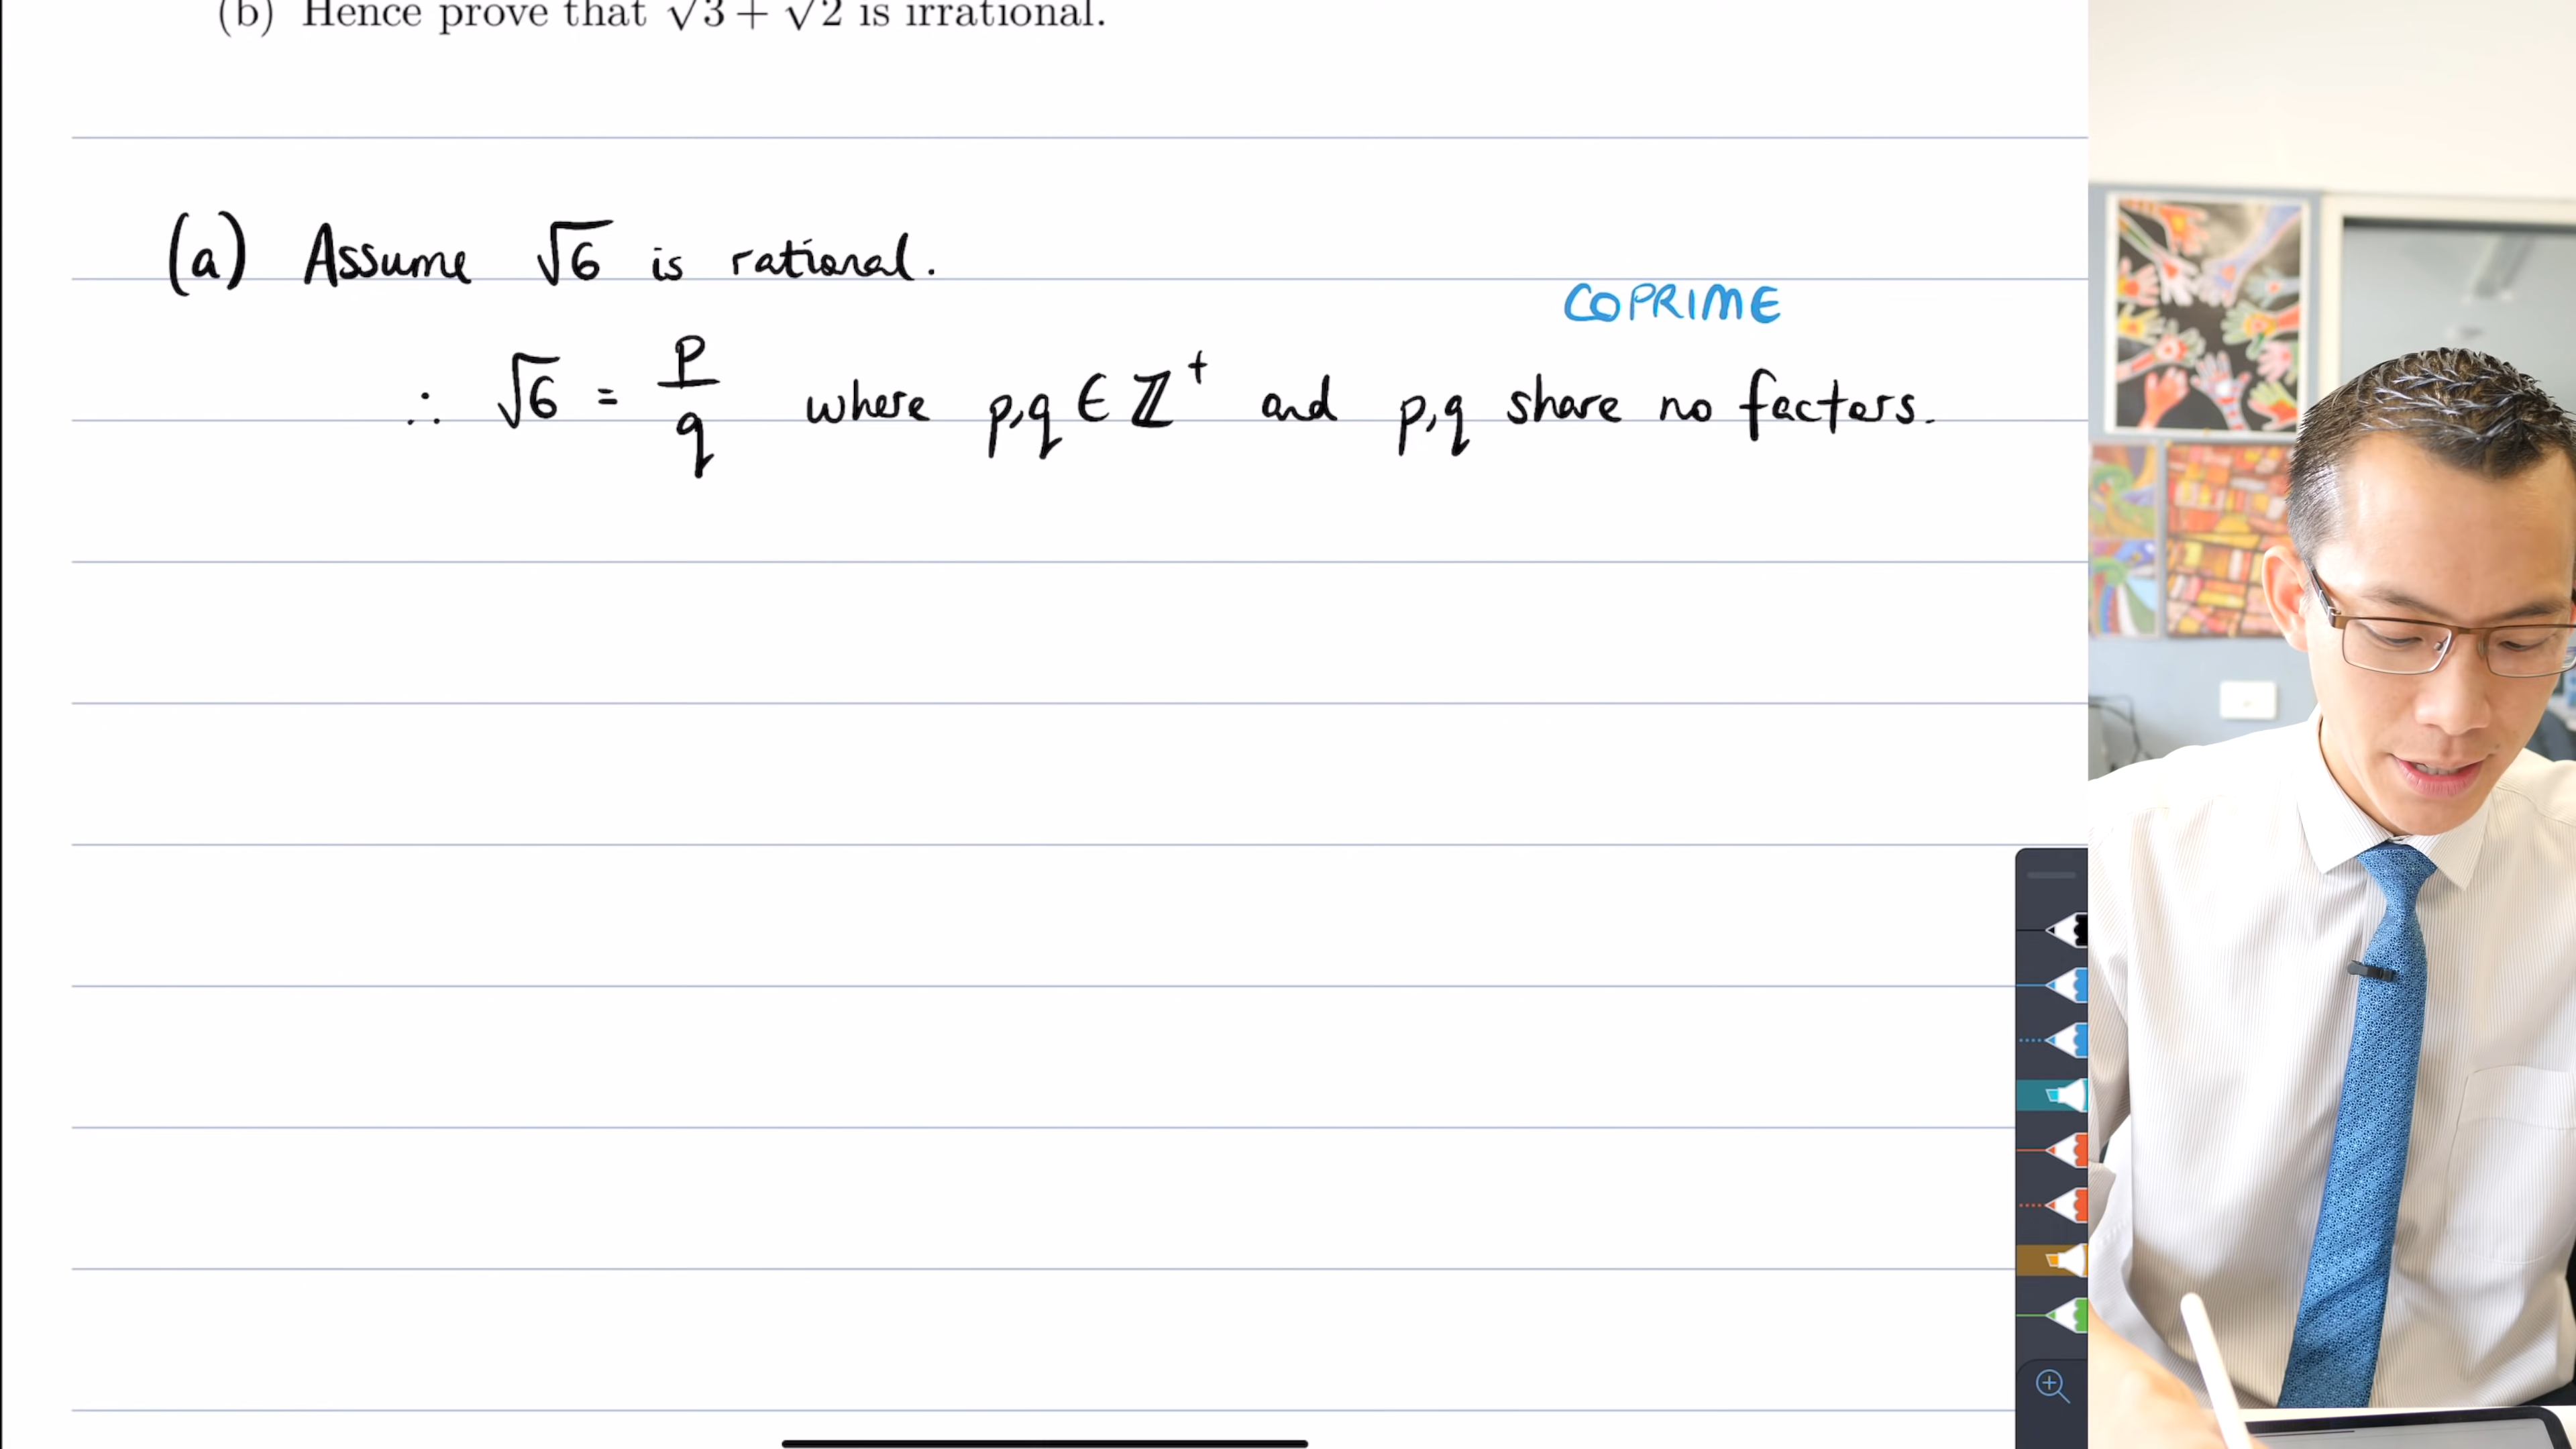 (b) Hence prove that √3 + √2 is irrational.
(a) Assume √6 is rational.
COPRIME
∴ √6 = p/q where p,q ∈ ℤ⁺ and p,q share no factors.